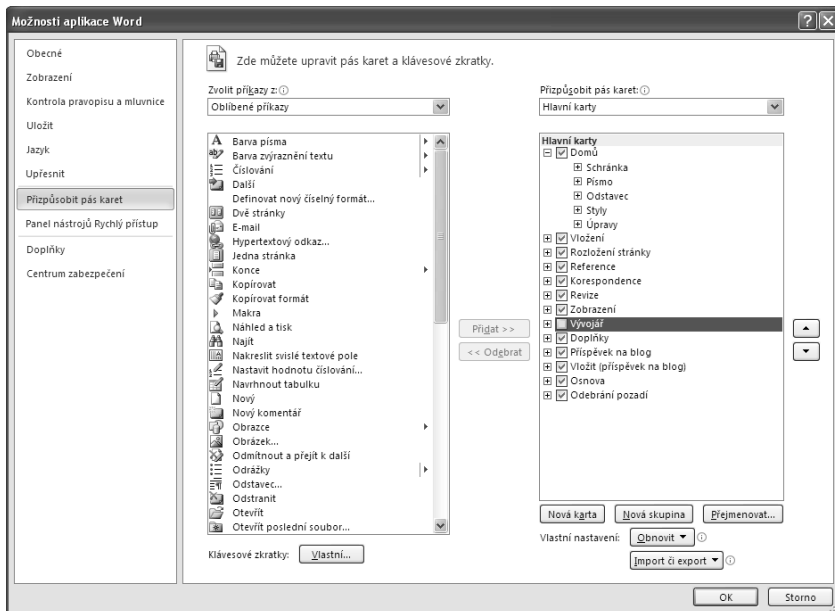 Možnosti aplikace Word
Obecné
Zobrazení
Kontrola pravopisu a mluvnice
Uložit
Jazyk
Upřesnit
Přizpůsobit pás karet
Panel nástrojů Rychlý přístup
Doplňky
Centrum zabezpečení
Zde můžete upravit pás karet a klávesové zkratky.
Zvolit příkazy z:
Oblíbené příkazy
Barva písma
Barva zvýraznění textu
Číslování
Další
Definovat nový číselný formát...
Dvě stránky
E-mail
Hypertextový odkaz...
Jedna stránka
Konce
Kopírovat
Kopírovat formát
Makra
Náhled a tisk
Najít
Nakreslit svislé textové pole
Nastavit hodnotu číslování...
Navrhnout tabulku
Nový
Nový komentář
Obrazce
Obrázek...
Odmítnout a přejít k další
Odrážky
Odstavec...
Odstranit
Otevřít
Otevřít poslední soubor...
Klávesové zkratky: Vlastní...
Přidat >>
<< Odebrat
Přizpůsobit pás karet:
Hlavní karty
Hlavní karty
Domů
Schránka
Písmo
Odstavec
Styly
Úpravy
Vložení
Rozložení stránky
Reference
Korespondence
Revize
Zobrazení
Vývojář
Doplňky
Příspěvek na blog
Vložit (příspěvek na blog)
Osnova
Odebrání pozadí
Nová karta Nová skupina Přejmenovat...
Vlastní nastavení: Obnovit
Import či export
OK Storno